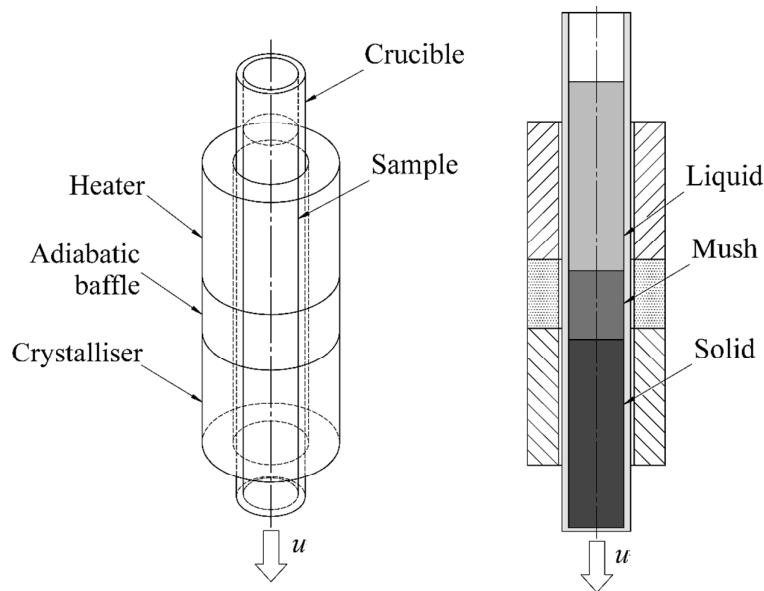 Crucible
Sample
Heater
Adiabatic
baffle
Crystalliser
u
Liquid
Mush
Solid
u